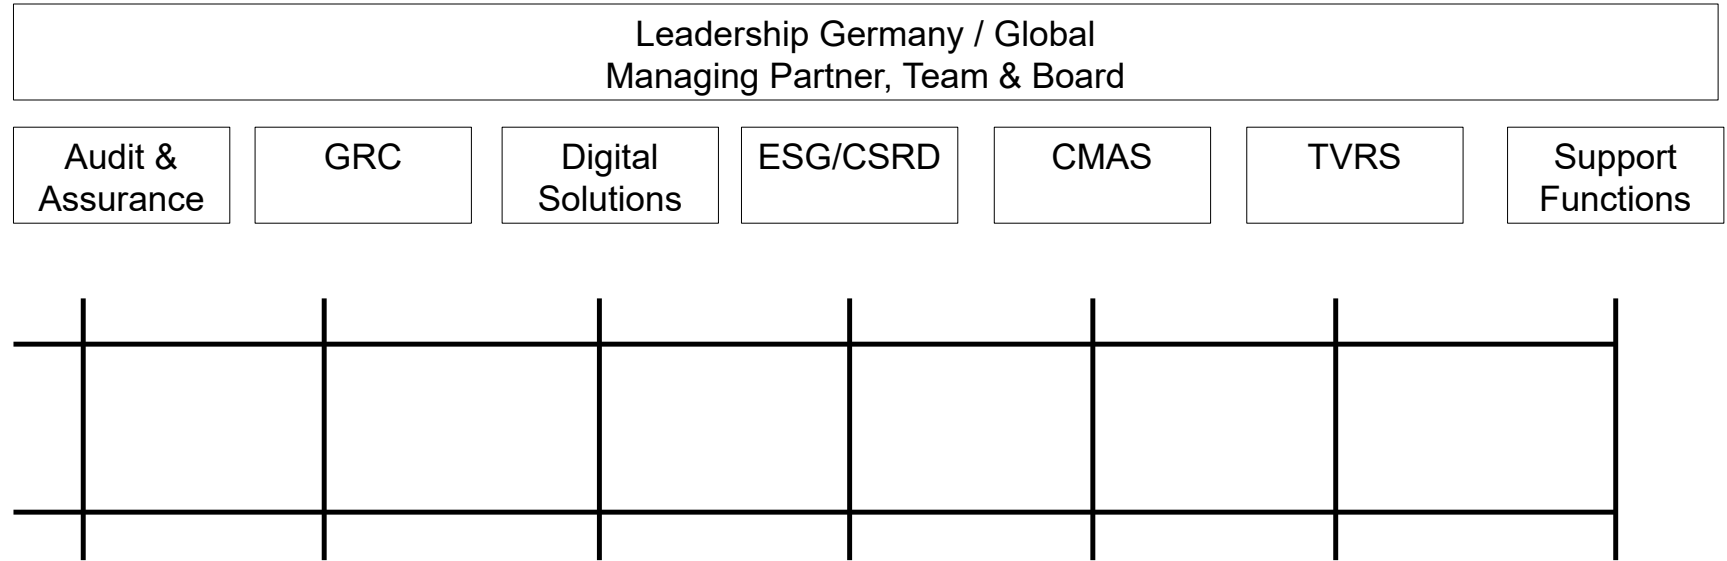 Leadership Germany / Global
Managing Partner, Team & Board
Audit &
Assurance
GRC
Digital
Solutions
ESG/CSRD
CMAS
TVRS
Support
Functions